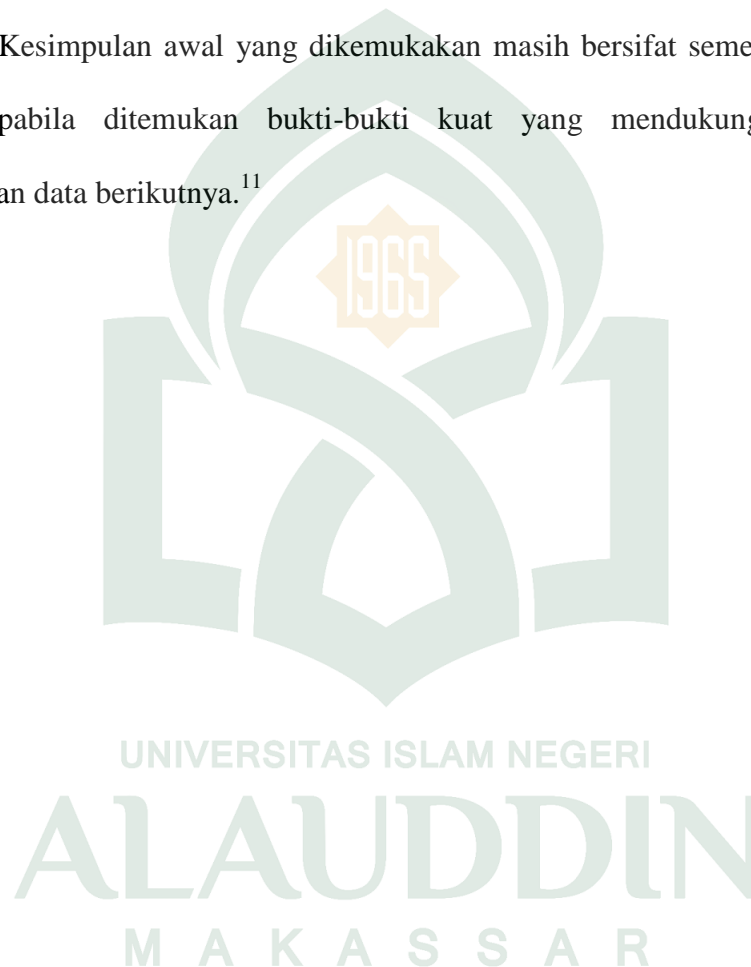 Kesimpulan awal yang dikemukakan masih bersifat seme
pabila ditemukan bukti-bukti kuat yang mendukung
an data berikutnya.11
1965
UNIVERSITAS ISLAM NEGERI
ALAUDDIN
MAKASSAR